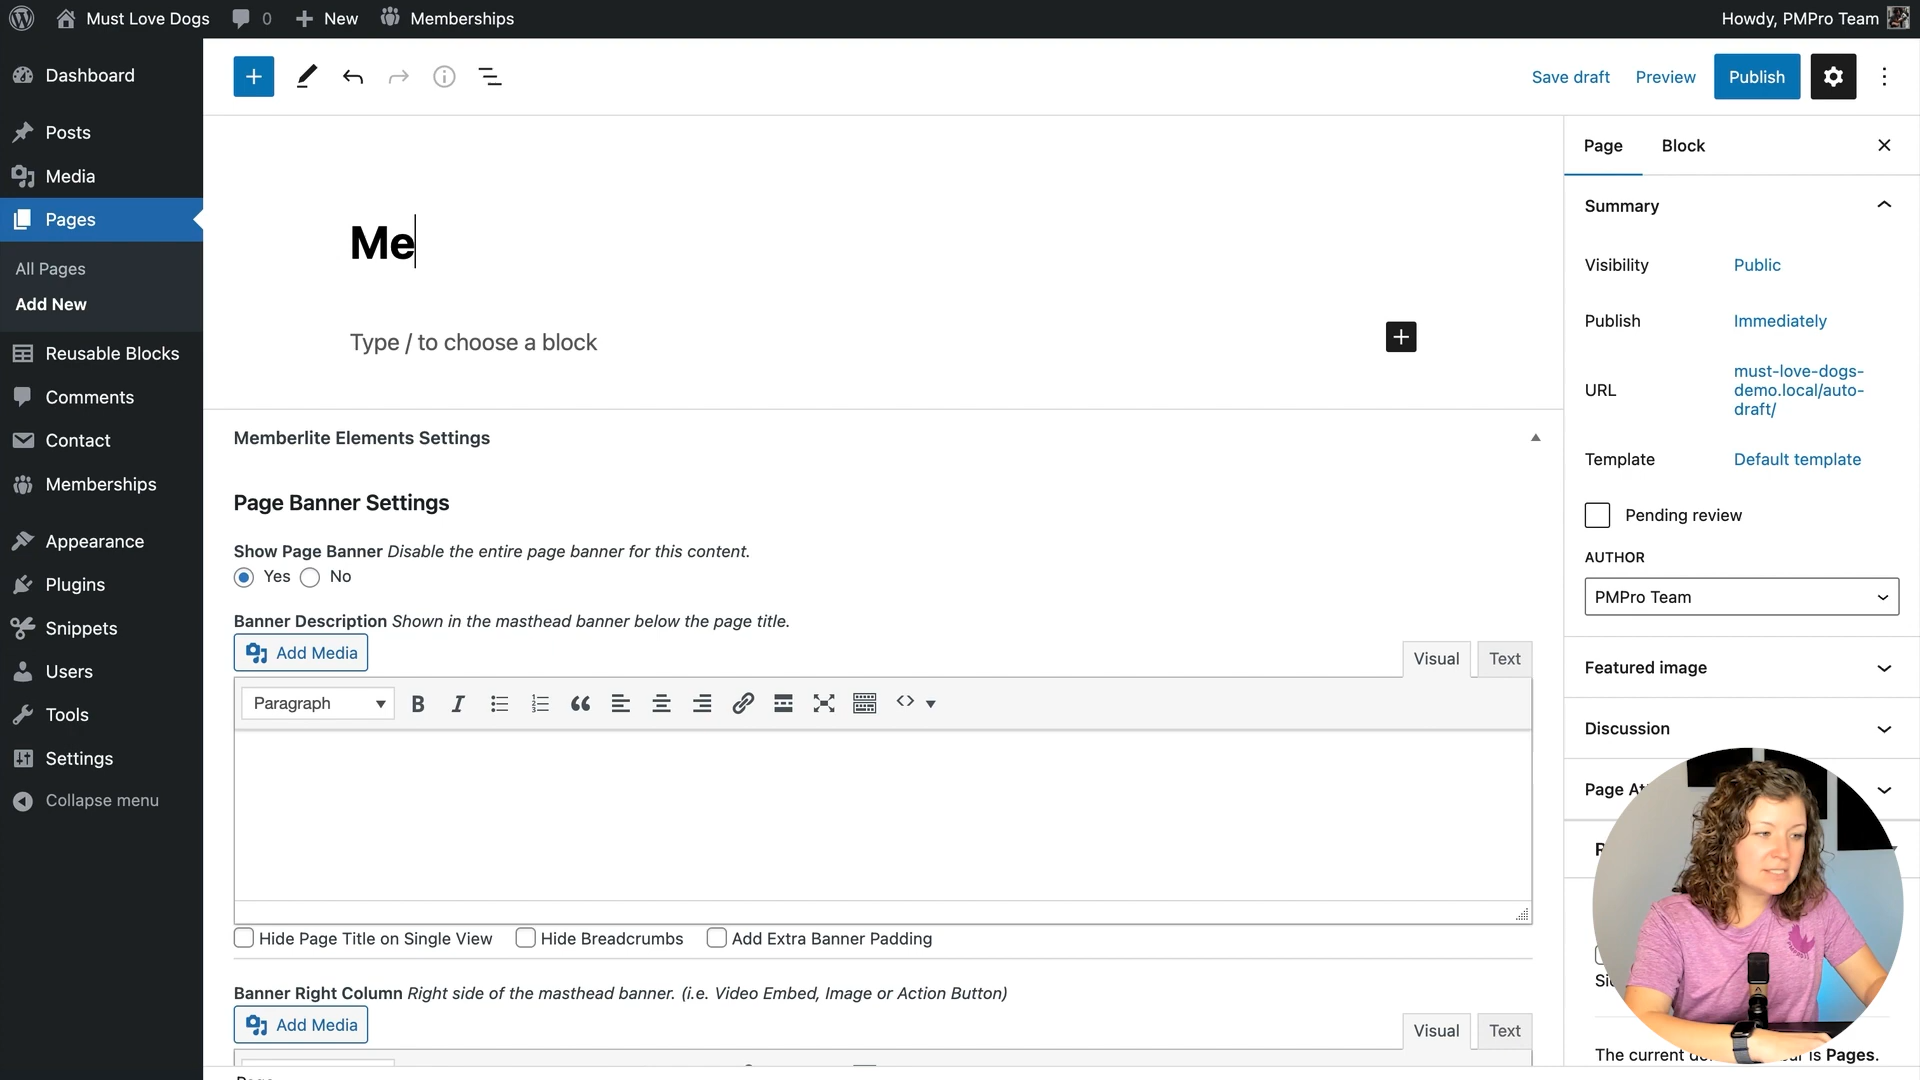 Must Love Dogs
0
New
Memberships
Howdy, PMPro Team
Dashboard
Posts
Media
Pages
All Pages
Add New
Reusable Blocks
Comments
Contact
Memberships
Appearance
Plugins
Snippets
Users
Tools
Settings
Collapse menu
Save draft
Preview
Publish
Me
Type / to choose a block
Memberlite Elements Settings
Page Banner Settings
Show Page Banner Disable the entire page banner for this content.
Yes No
Banner Description Shown in the masthead banner below the page title.
Add Media
Visual Text
Paragraph
Hide Page Title on Single View Hide Breadcrumbs Add Extra Banner Padding
Banner Right Column Right side of the masthead banner. (i.e. Video Embed, Image or Action Button)
Add Media
Visual Text
Page Block
Summary
Visibility Public
Publish Immediately
URL must-love-dogs-
demo.local/auto-
draft/
Template Default template
Pending review
AUTHOR
PMPro Team
Featured image
Discussion
Page
The current is Pages.